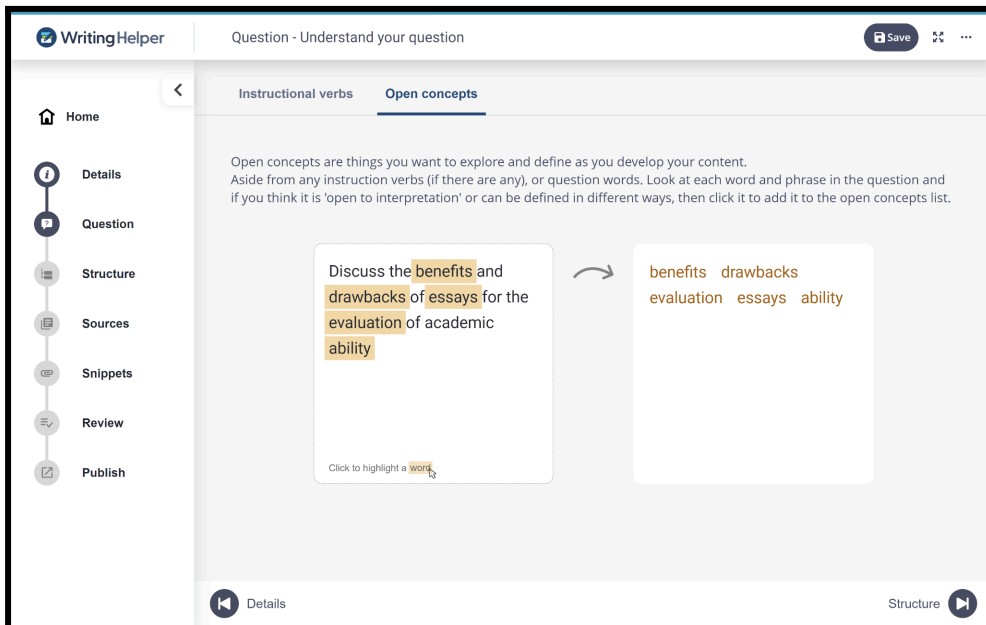 WritingHelper
Question - Understand your question
Save
Home
Details
Question
Structure
Sources
Snippets
Review
Publish
Instructional verbs
Open concepts
Open concepts are things you want to explore and define as you develop your content.
Aside from any instruction verbs (if there are any), or question words. Look at each word and phrase in the question and
if you think it is 'open to interpretation' or can be defined in different ways, then click it to add it to the open concepts list.
Discuss the benefits and
drawbacks of essays for the
evaluation of academic
ability
Click to highlight a word
benefits drawbacks
evaluation essays ability
Details
Structure